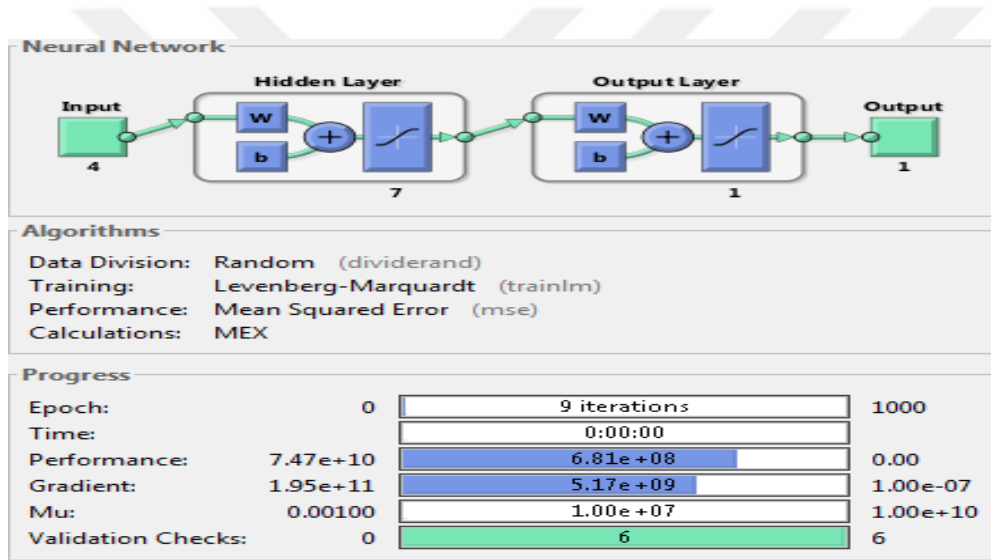 Neural Network
Hidden Layer Output Layer
Input Output
W W
b b
+ +
4 7 1 1
Algorithms
Data Division: Random (dividerand)
Training: Levenberg-Marquardt (trainlm)
Performance: Mean Squared Error (mse)
Calculations: MEX
Progress
Epoch: 0 9 iterations 1000
Time: 0:00:00
Performance: 7.47e+10 6.81e+08 0.00
Gradient: 1.95e+11 5.17e+09 1.00e-07
Mu: 0.00100 1.00e+07 1.00e+10
Validation Checks: 0 6 6